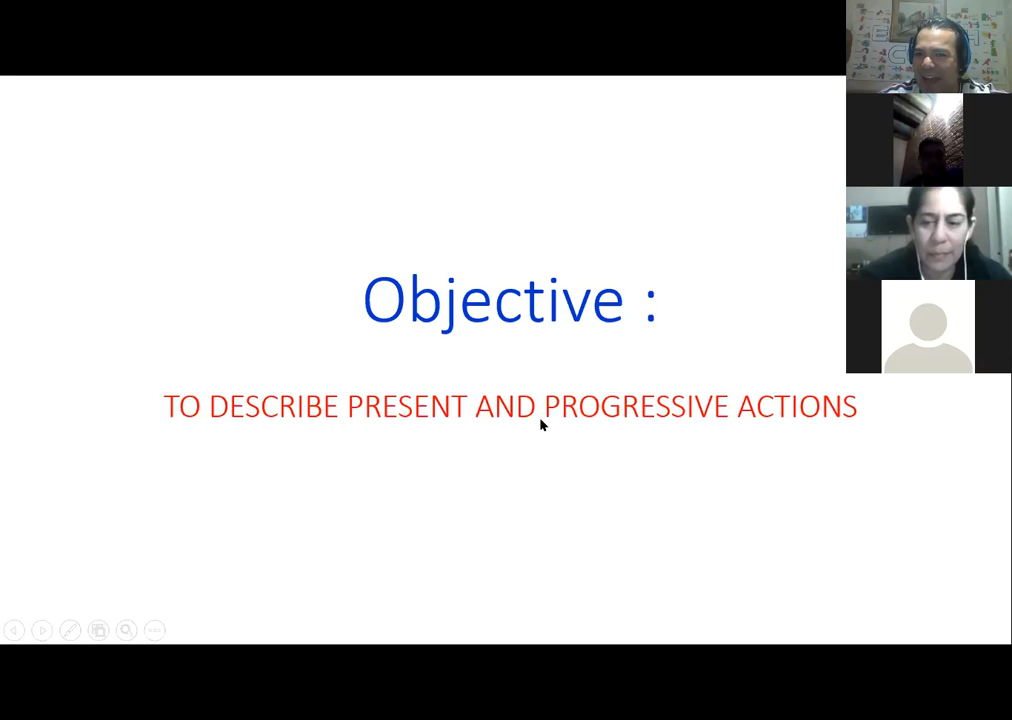 Objective :
TO DESCRIBE PRESENT AND PROGRESSIVE ACTIONS